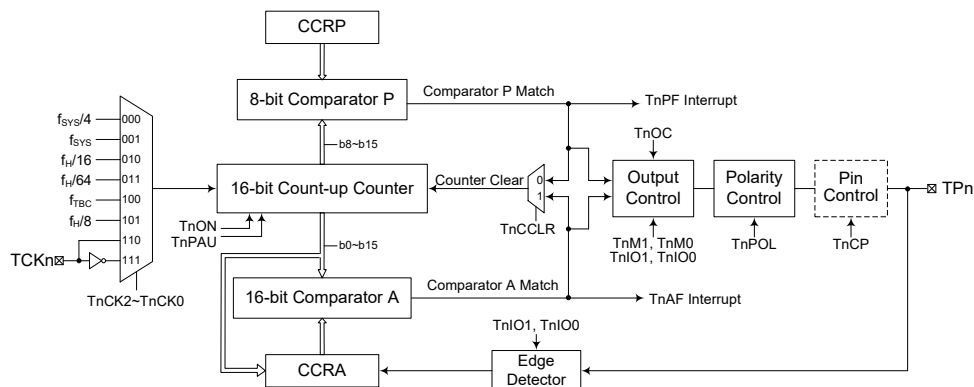 CCRP
8-bit Comparator P
Comparator P Match
TnPF Interrupt
fSYS/4
000
fSYS
001
fH/16
010
fH/64
011
fTBC
100
fH/8
101
110
111
TCKn
TnCK2~TnCK0
b8~b15
16-bit Count-up Counter
Counter Clear
0
1
TnCCLR
TnON
TnPAU
b0~b15
TnOC
Output
Control
TnM1, TnM0
TnIO1, TnIO0
Polarity
Control
TnPOL
Pin
Control
TnCP
TPn
16-bit Comparator A
Comparator A Match
TnAF Interrupt
TnIO1, TnIO0
CCRA
Edge
Detector